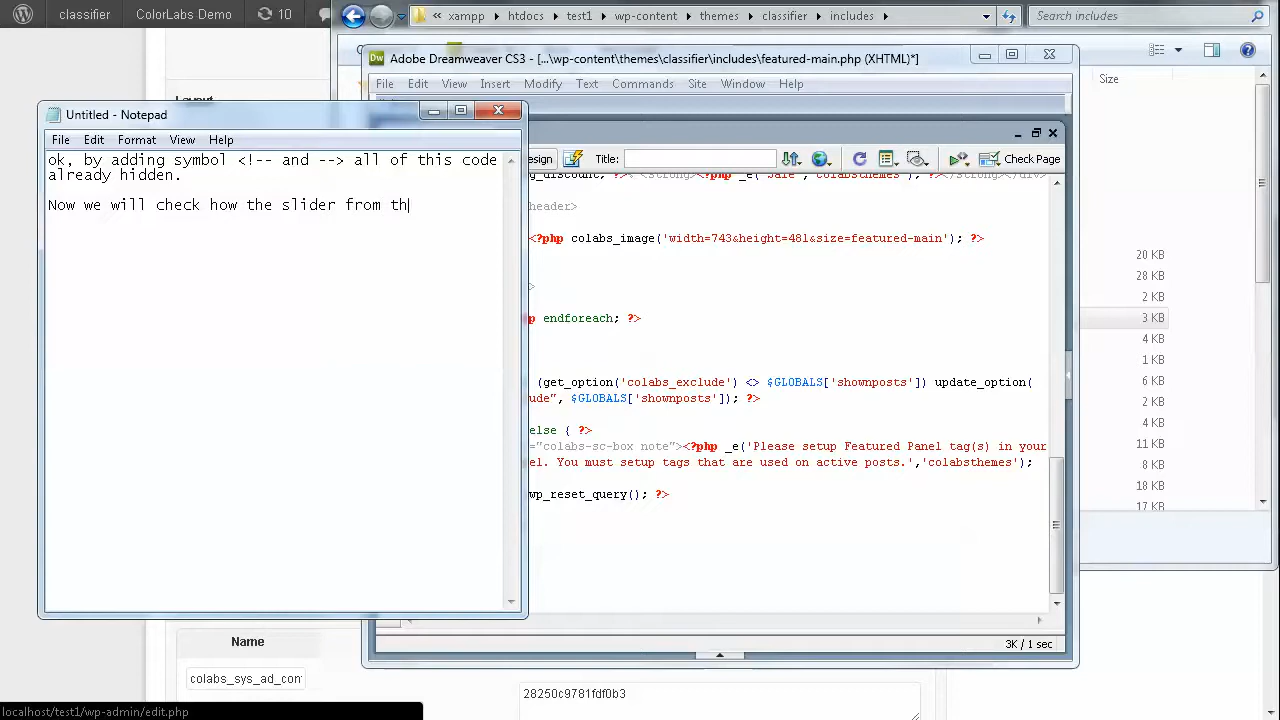 classifier
ColorLabs Demo
10
«
xampp
htdocs
test1
wp-content
themes
classifier
includes
Search includes
Adobe Dreamweaver CS3 - [...\wp-content\themes\classifier\includes\featured-main.php (XHTML)*]
Size
File Edit View Insert Modify Text Commands Site Window Help
Untitled - Notepad
Title:
Check Page
File Edit Format View Help
ok, by adding symbol <!-- and --> all of this code
already hidden.
Now we will check how the slider from th
header>
<?php colabs_image('width=743&height=481&size=featured-main'); ?>
>
p endforeach; ?>
(get_option('colabs_exclude') <> $GLOBALS['shownposts']) update_option(
ude", $GLOBALS['shownposts']); ?>
else { ?>
="colabs-sc-box note"><?php _e('Please setup Featured Panel tag(s) in your
el. You must setup tags that are used on active posts.','colabsthemes');
wp_reset_query(); ?>
20 KB
28 KB
2 KB
3 KB
4 KB
1 KB
6 KB
2 KB
4 KB
11 KB
8 KB
18 KB
17 KB
3K / 1 sec
Name
colabs_sys_ad_con
28250c9781fdf0b3
localhost/test1/wp-admin/edit.php